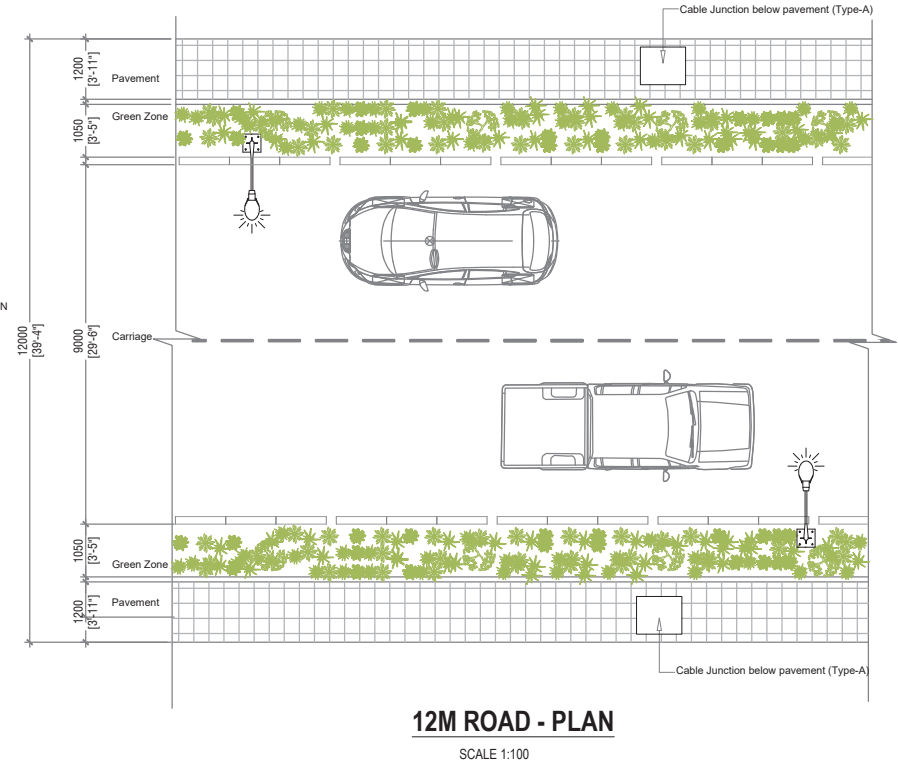 Cable Junction below pavement (Type-A)
1200
[3'-11"]
Pavement
1050
[3'-5"]
Green Zone
N
12000
[39'-4"]
9000
[29'-6"]
Carriage
1050
[3'-5"]
Green Zone
1200
[3'-11"]
Pavement
Cable Junction below pavement (Type-A)
12M ROAD - PLAN
SCALE 1:100